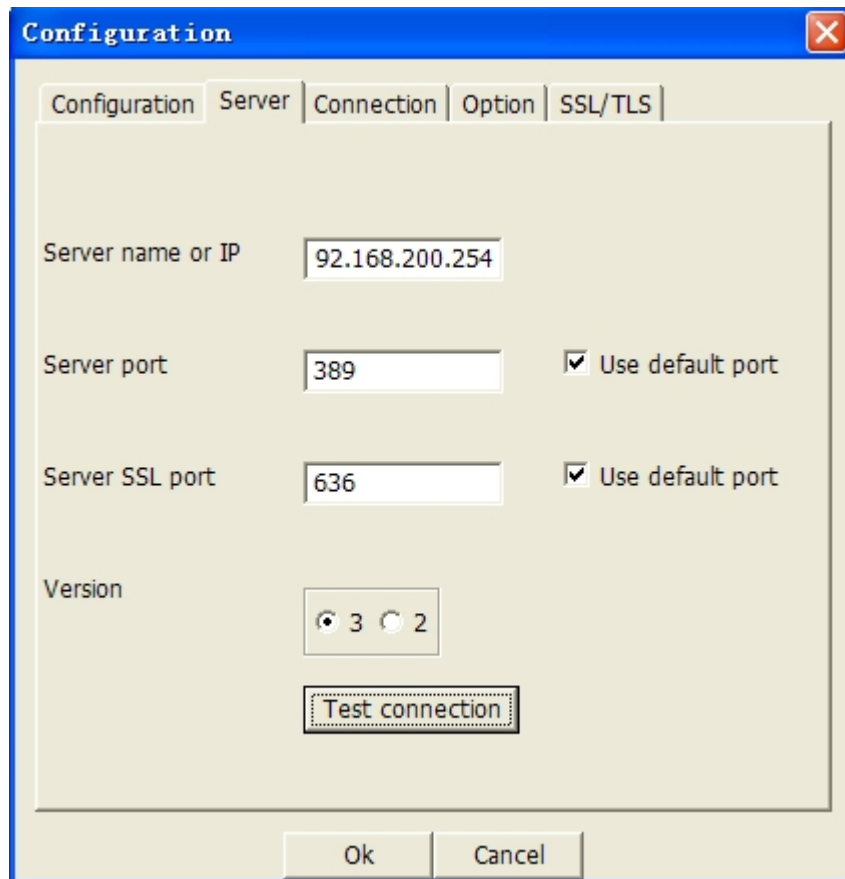 Configuration
Configuration Server Connection Option SSL/TLS
Server name or IP 92.168.200.254
Server port 389 Use default port
Server SSL port 636 Use default port
Version 3 2
Test connection
Ok Cancel